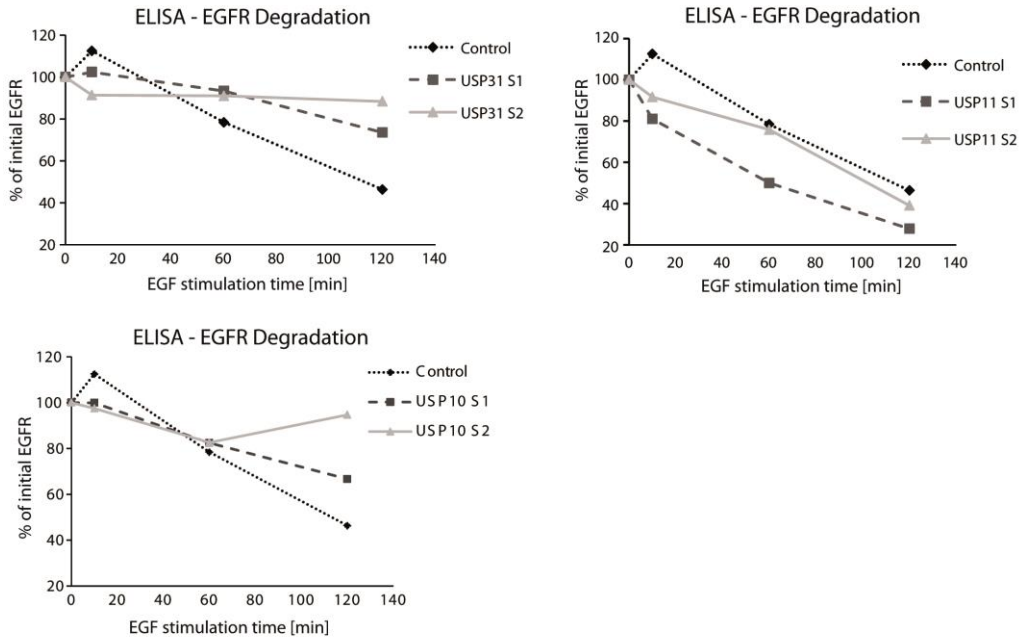 ELISA - EGFR Degradation
% of initial EGFR
120
100
80
60
40
20
0 20 40 60 80 100 120 140
EGF stimulation time [min]
Control
USP31 S1
USP31 S2
ELISA - EGFR Degradation
% of initial EGFR
120
100
80
60
40
20
0 20 40 60 80 100 120 140
EGF stimulation time [min]
Control
USP11 S1
USP11 S2
ELISA - EGFR Degradation
% of initial EGFR
120
100
80
60
40
20
0 20 40 60 80 100 120 140
EGF stimulation time [min]
Control
USP10 S1
USP10 S2